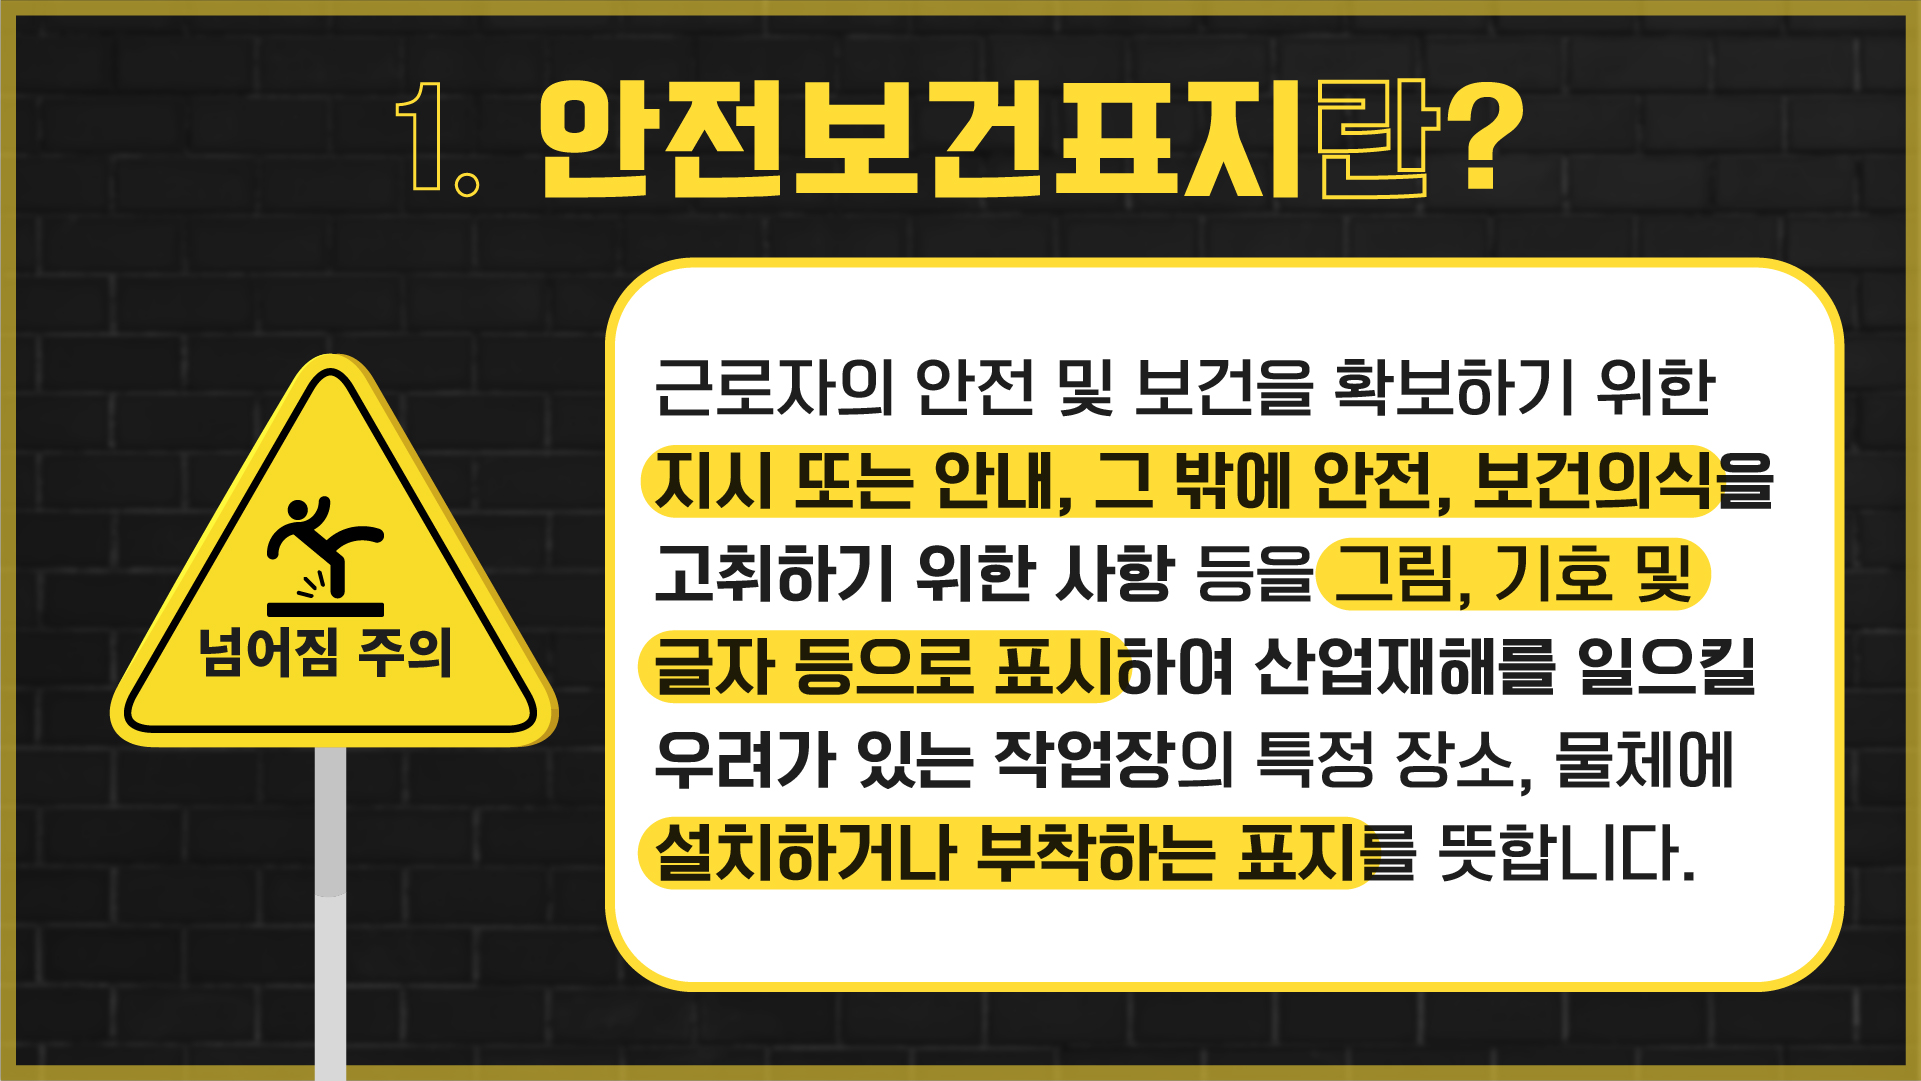 1. 안전보건표지란?
근로자의 안전 및 보건을 확보하기 위한
지시 또는 안내, 그 밖에 안전, 보건의식을
고취하기 위한 사항 등을 그림, 기호 및
글자 등으로 표시하여 산업재해를 일으킬
우려가 있는 작업장의 특정 장소, 물체에
설치하거나 부착하는 표지를 뜻합니다.
넘어짐 주의